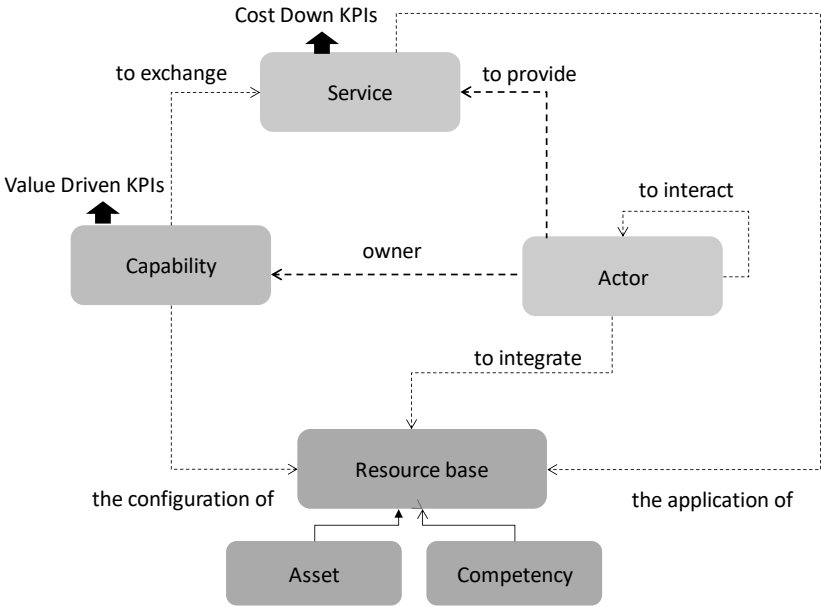 Cost Down KPIs
to exchange
to provide
Service
Value Driven KPIs
to interact
owner
Capability
Actor
to integrate
Resource base
the configuration of
the application of
Asset
Competency